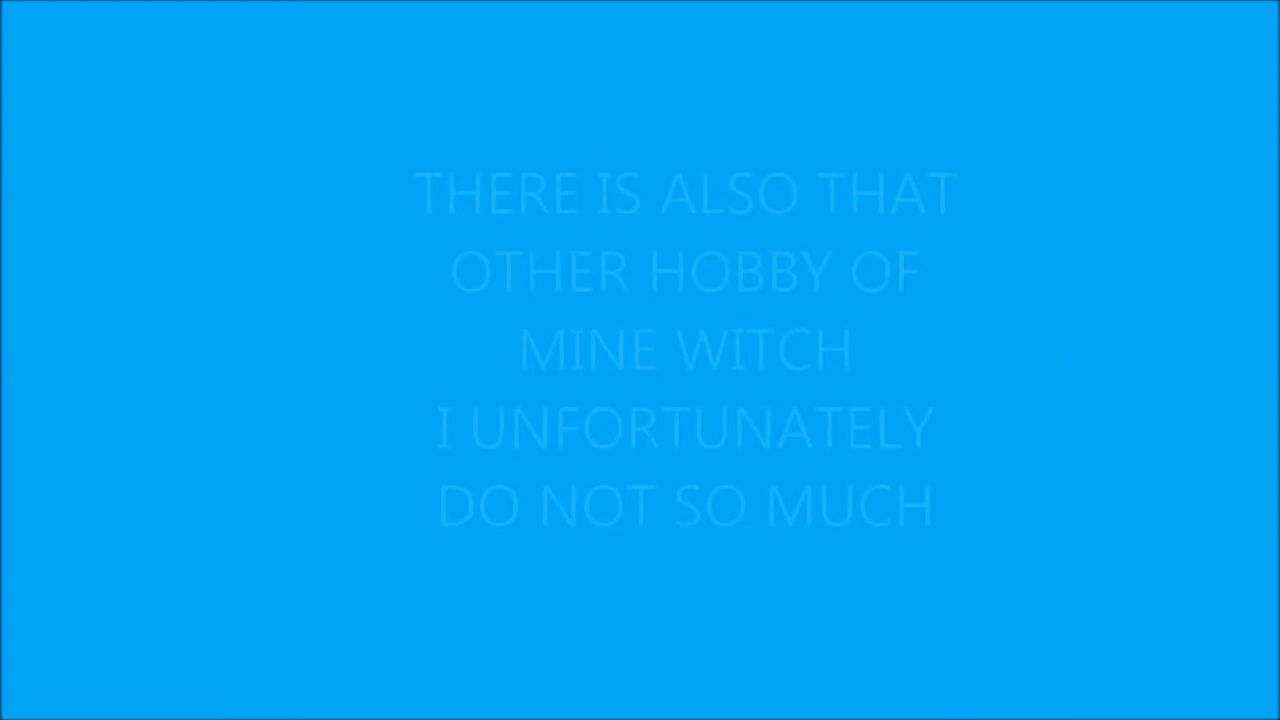 THERE IS ALSO THAT
OTHER HOBBY OF
MINE WITCH
I UNFORTUNATELY
DO NOT SO MUCH